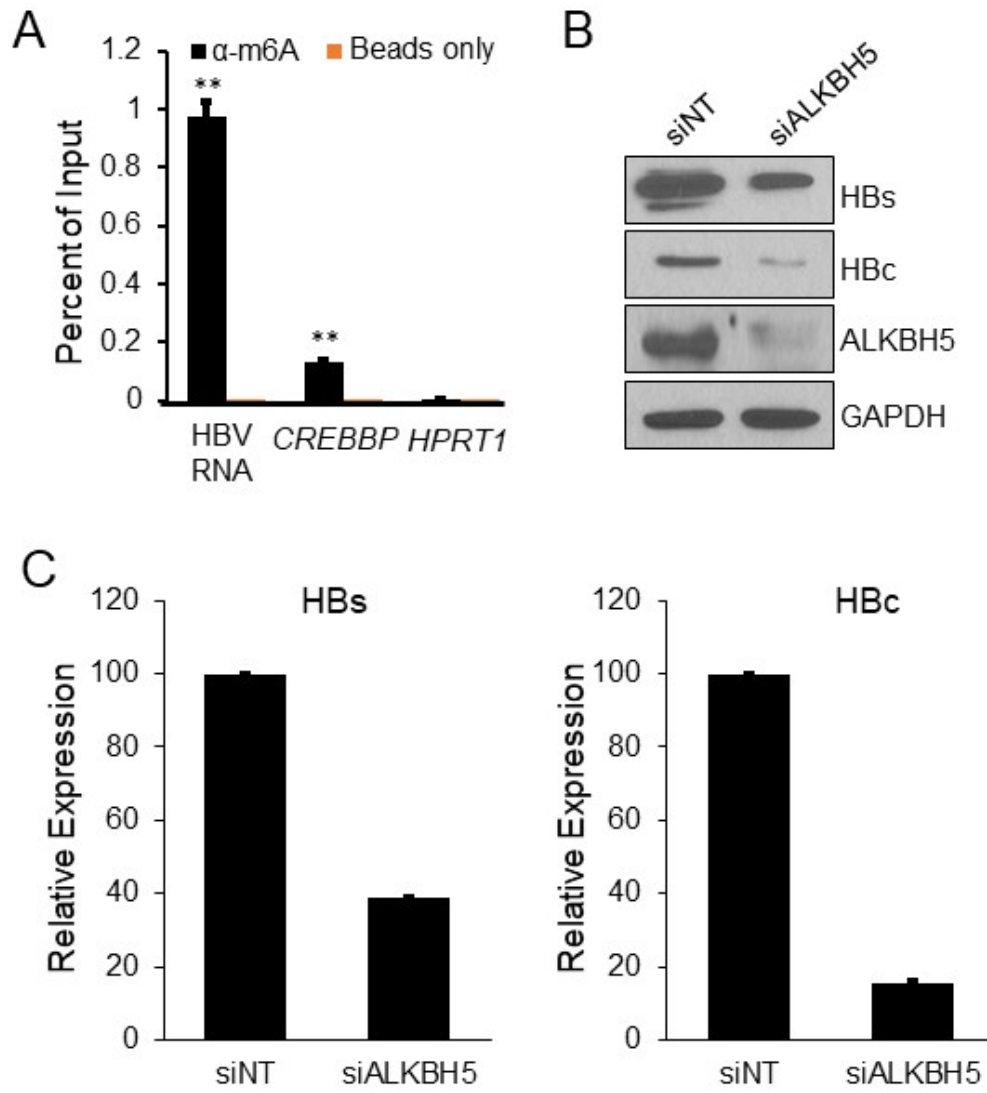 A
1.2
1
0.8
0.6
0.4
0.2
0
Percent of Input
α-m6A Beads only
**
**
HBV
RNA
CREBBP HPRT1
B
siNT siALKBH5
HBs
HBc
ALKBH5
GAPDH
C
HBs
120
100
80
60
40
20
0
Relative Expression
siNT siALKBH5
HBc
120
100
80
60
40
20
0
Relative Expression
siNT siALKBH5